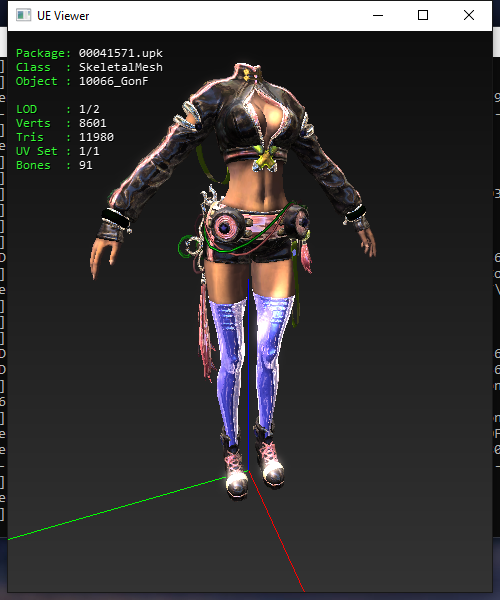 UE Viewer
Package: 00041571.upk
Class : SkeletalMesh
Object : 10066_GonF
LOD : 1/2
Verts : 8601
Tris : 11980
UV Set : 1/1
Bones : 91